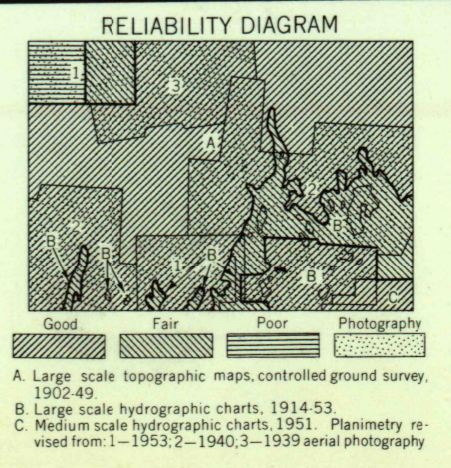 RELIABILITY DIAGRAM
1
3
A
2
2
B
B
B
1
B
B
C
Good Fair Poor Photography
A. Large scale topographic maps, controlled ground survey,
1902-49.
B. Large scale hydrographic charts, 1914-53.
C. Medium scale hydrographic charts, 1951. Planimetry re-
vised from: 1—1953; 2—1940; 3—1939 aerial photography